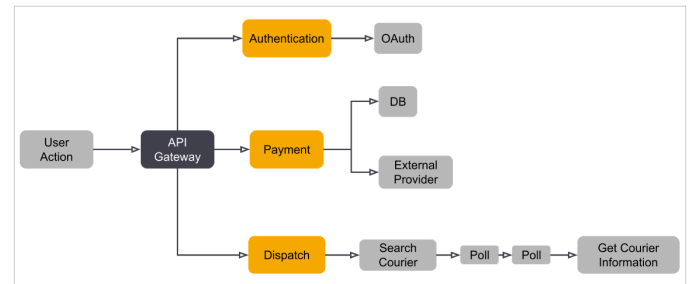 Authentication
OAuth
DB
User
Action
API
Gateway
Payment
External
Provider
Dispatch
Search
Courier
Poll
Poll
Get Courier
Information